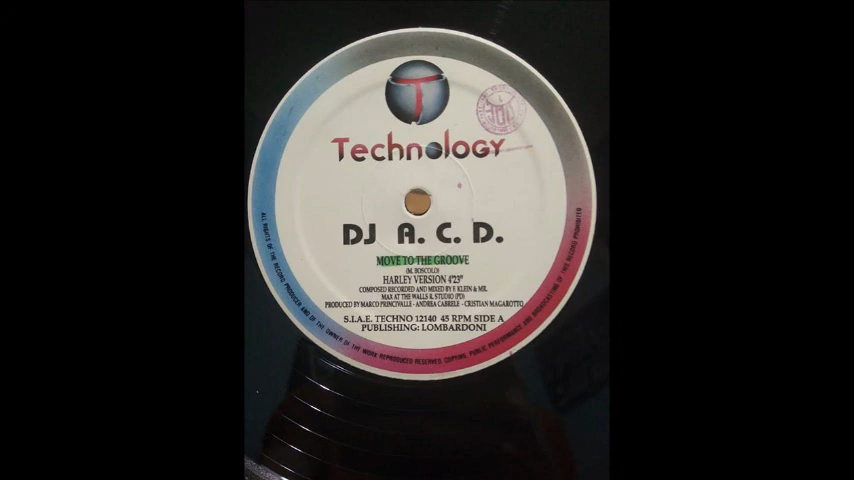 T
Technology
DJ A. C. D.
MOVE TO THE GROOVE
(M. BOSCOLO)
HARLEY VERSION 4'23"
COMPOSED RECORDED AND MIXED BY F. KLEIN & MR.
MAX AT THE WALLS R. STUDIO (PD)
PRODUCED BY MARCO PRINCIVALLE - ANDREA CABRELE - CRISTIAN MAGAROTTO
S.I.A.E. TECHNO 12140 45 RPM SIDE A
PUBLISHING: LOMBARDONI
ALL RIGHTS OF THE RECORD PRODUCER AND OF THE OWNER OF THE WORK REPRODUCED RESERVED. COPYING, PUBLIC PERFORMANCE AND BROADCASTING OF THIS RECORD PROHIBITED